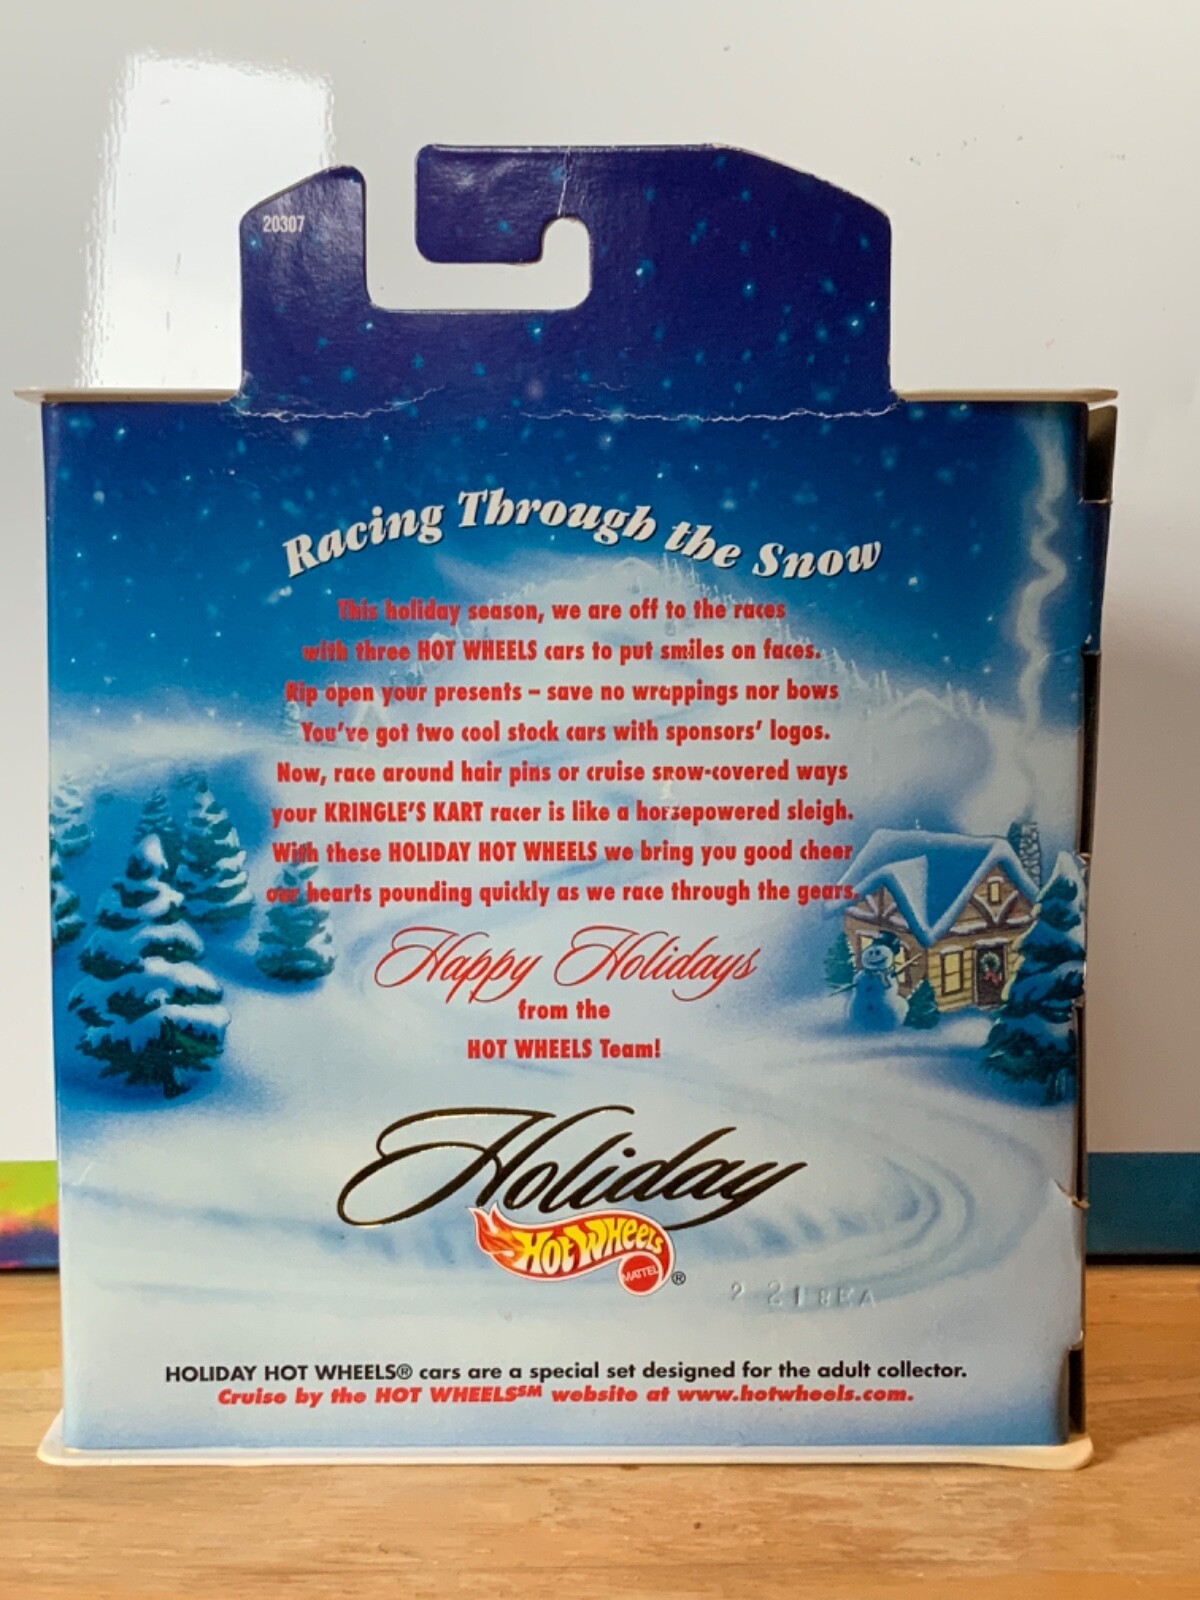 20307
Racing Through the Snow
This holiday season, we are off to the races
with three HOT WHEELS cars to put smiles on faces.
Rip open your presents – save no wrappings nor bows
You've got two cool stock cars with sponsors' logos.
Now, race around hair pins or cruise snow-covered ways
your KRINGLE'S KART racer is like a horsepowered sleigh.
With these HOLIDAY HOT WHEELS we bring you good cheer
our hearts pounding quickly as we race through the gears.
Happy Holidays
from the
HOT WHEELS Team!
Holiday
HOT WHEELS
MATTEL
®
HOLIDAY HOT WHEELS® cars are a special set designed for the adult collector.
Cruise by the HOT WHEELS℠ website at www.hotwheels.com.